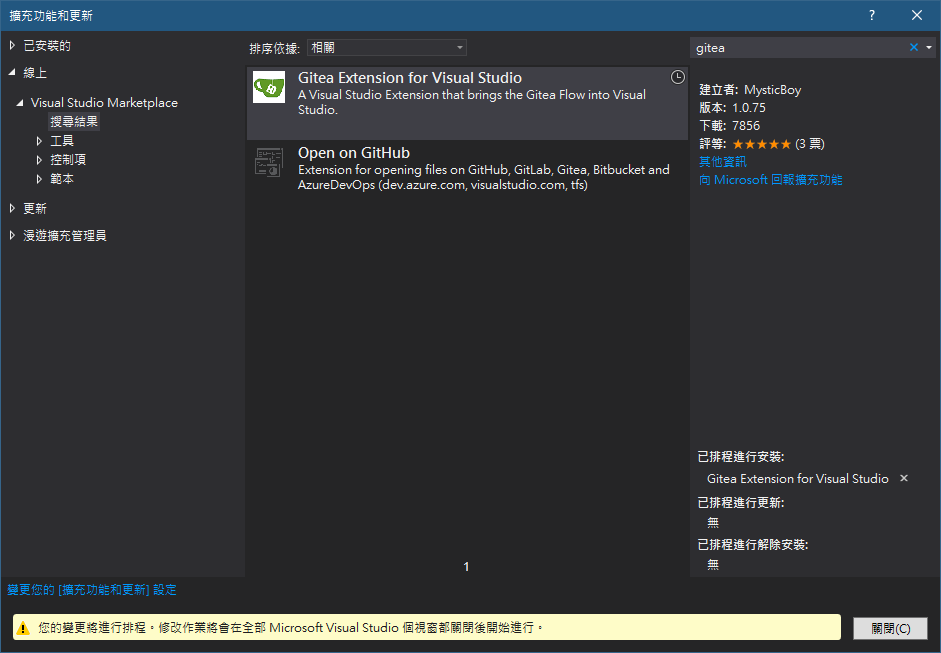 擴充功能和更新
?
已安裝的
線上
Visual Studio Marketplace
搜尋結果
工具
控制項
範本
更新
漫遊擴充管理員
排序依據: 相關
Gitea Extension for Visual Studio
A Visual Studio Extension that brings the Gitea Flow into Visual
Studio.
Open on GitHub
Extension for opening files on GitHub, GitLab, Gitea, Bitbucket and
AzureDevOps (dev.azure.com, visualstudio.com, tfs)
1
gitea
建立者: MysticBoy
版本: 1.0.75
下載: 7856
評等: ★★★★★ (3 票)
其他資訊
向 Microsoft 回報擴充功能
已排程進行安裝:
Gitea Extension for Visual Studio
已排程進行更新:
無
已排程進行解除安裝:
無
變更您的 [擴充功能和更新] 設定
您的變更將進行排程。修改作業將會在全部 Microsoft Visual Studio 個視窗都關閉後開始進行。
關閉(C)